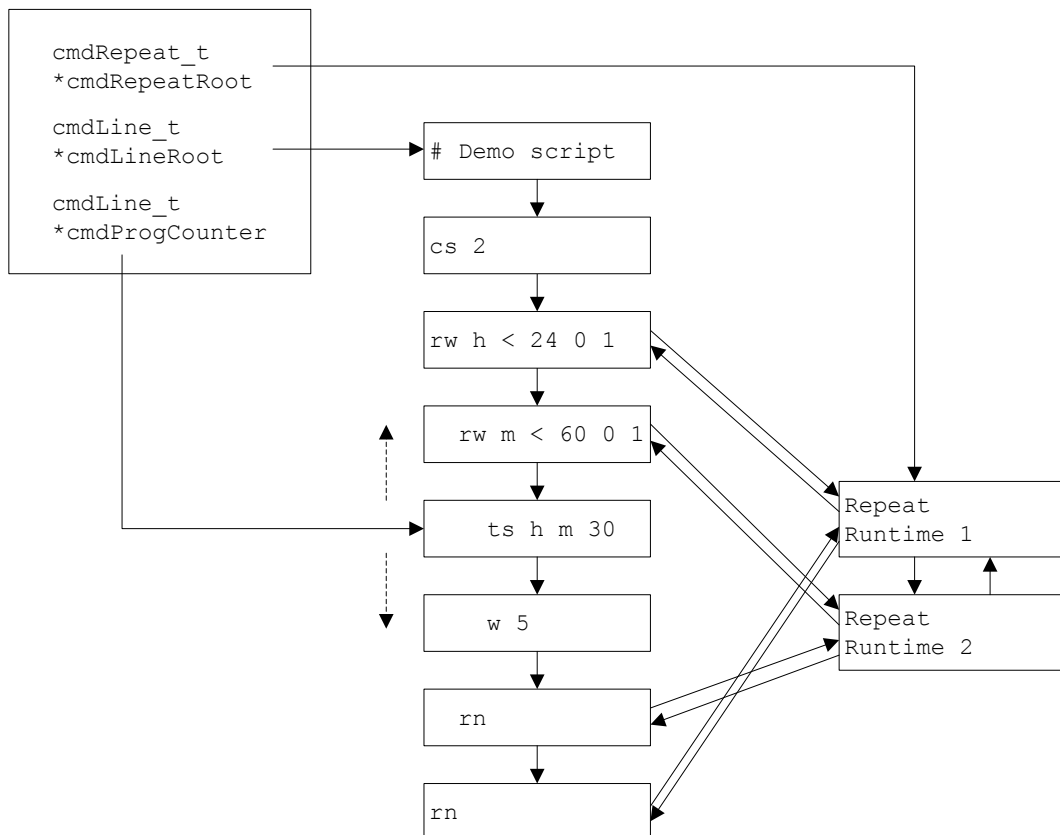 cmdRepeat_t
*cmdRepeatRoot
cmdLine_t
*cmdLineRoot
cmdLine_t
*cmdProgCounter
# Demo script
cs 2
rw h < 24 0 1
rw m < 60 0 1
ts h m 30
w 5
rn
rn
Repeat
Runtime 1
Repeat
Runtime 2